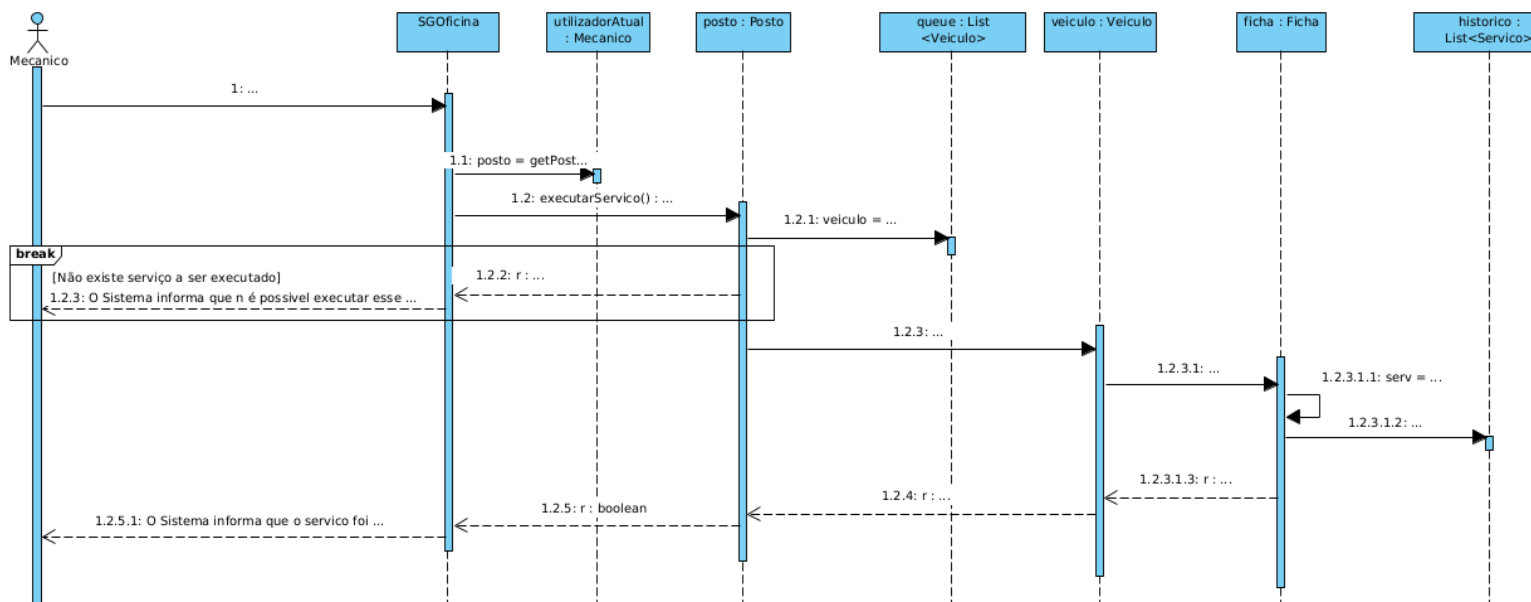 Mecanico
SGOficina
utilizadorAtual
: Mecanico
posto : Posto
queue : List
<Veiculo>
veiculo : Veiculo
ficha : Ficha
historico :
List<Servico>
1: ...
1.1: posto = getPost...
1.2: executarServico() : ...
1.2.1: veiculo = ...
break
[Não existe serviço a ser executado]
1.2.2: r : ...
1.2.3: O Sistema informa que n é possivel executar esse ...
1.2.3: ...
1.2.3.1: ...
1.2.3.1.1: serv = ...
1.2.3.1.2: ...
1.2.3.1.3: r : ...
1.2.4: r : ...
1.2.5: r : boolean
1.2.5.1: O Sistema informa que o servico foi ...